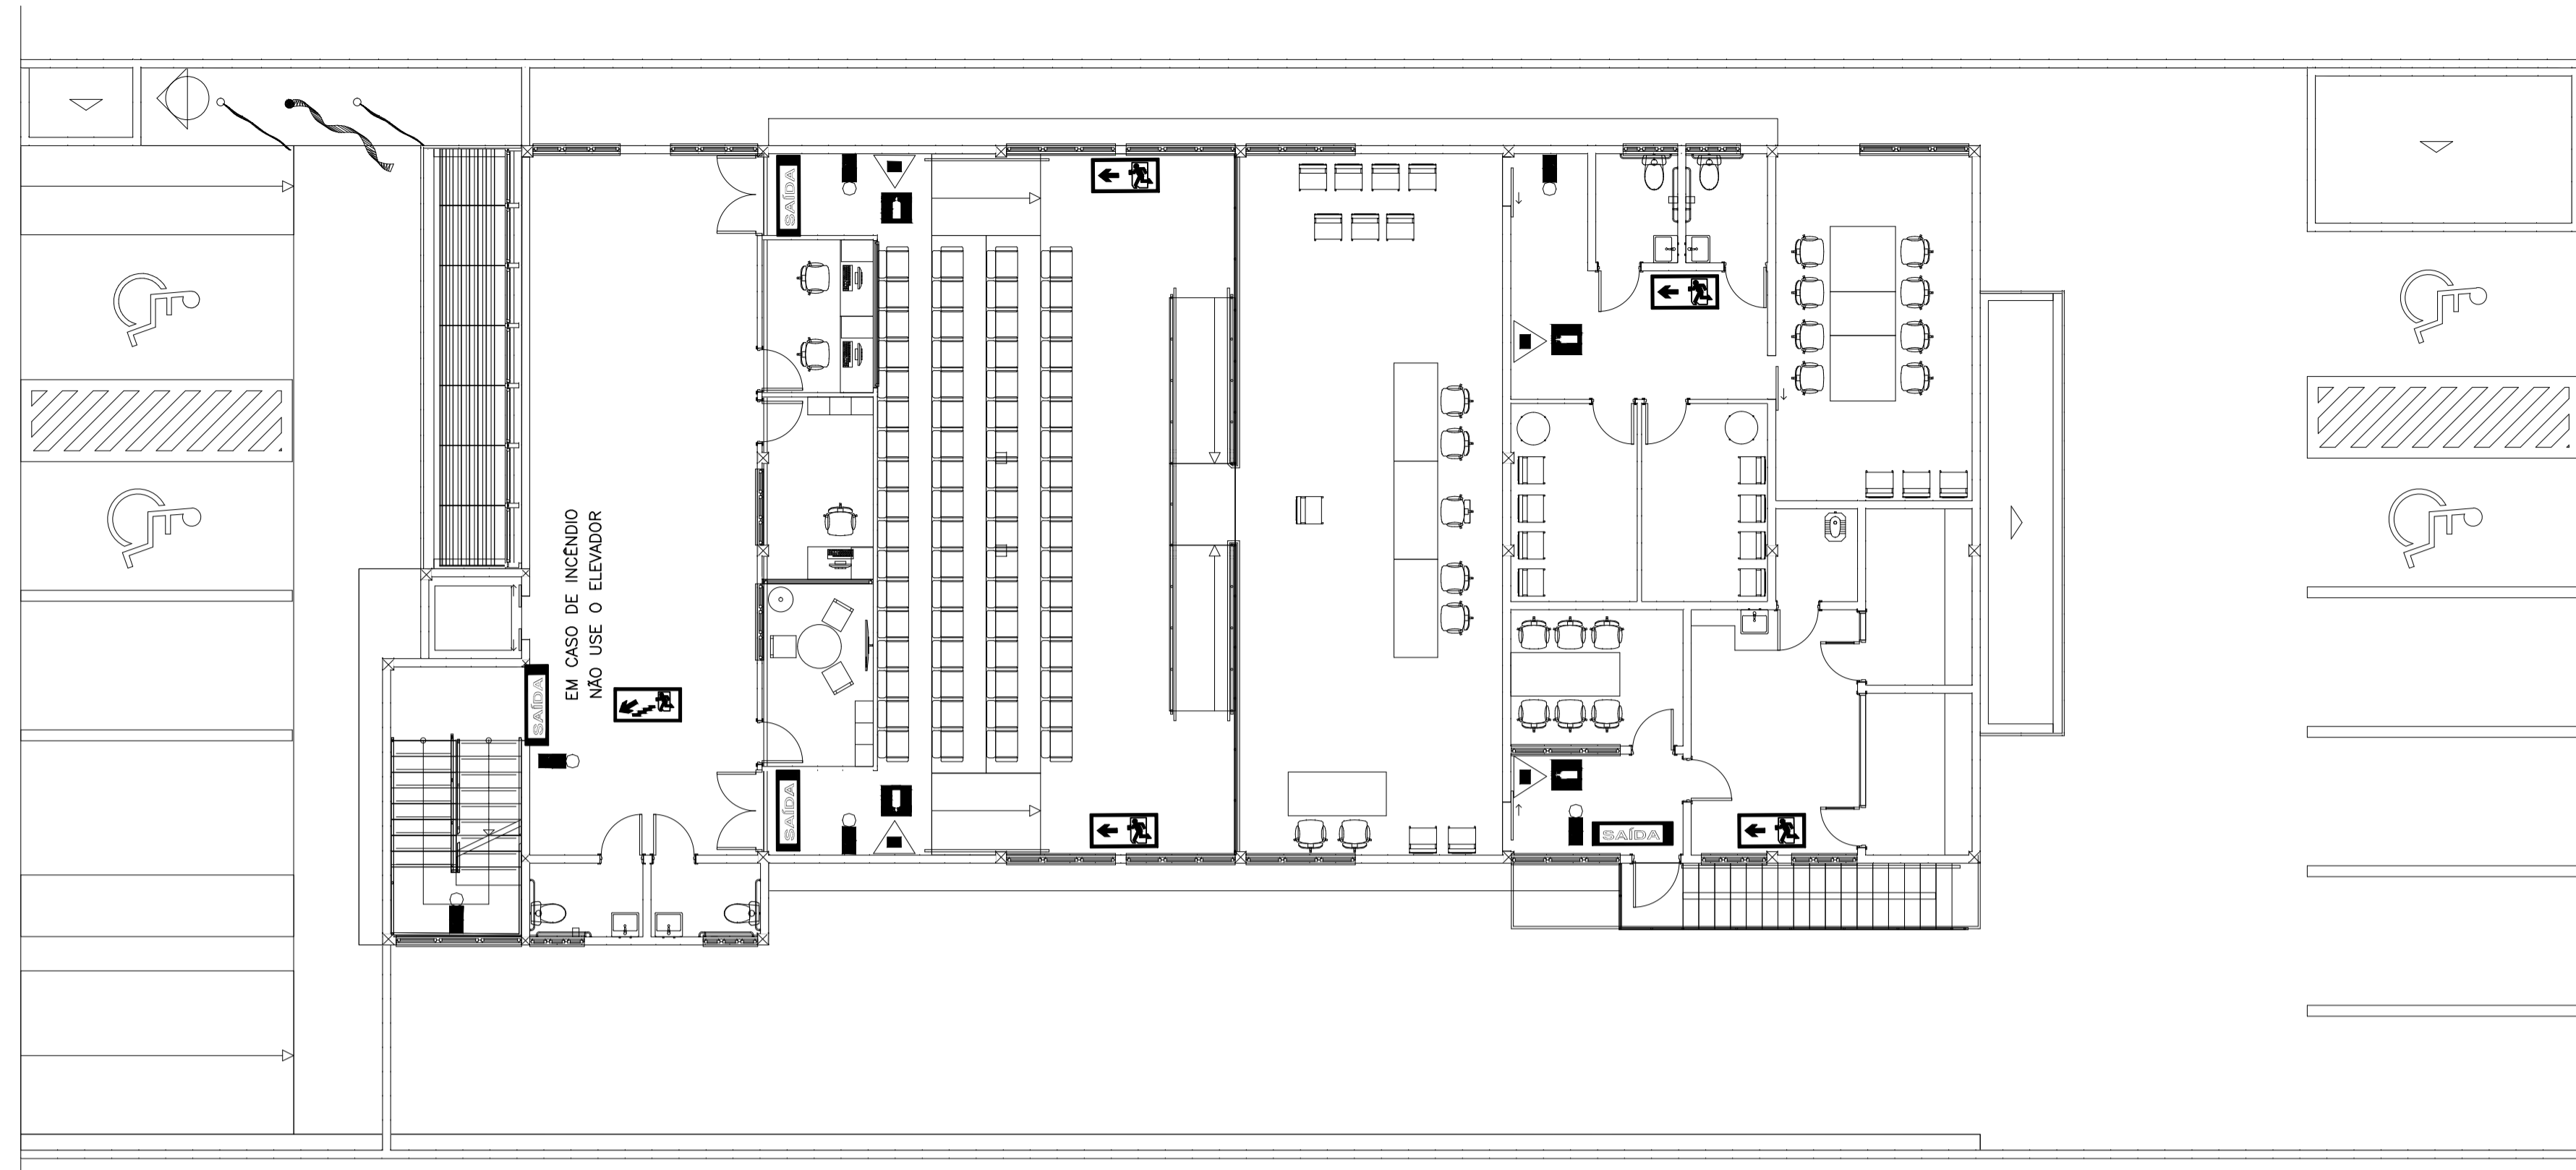 SAÍDA
EM CASO DE INCÊNDIO
NÃO USE O ELEVADOR
SAÍDA
SAÍDA
SAÍDA